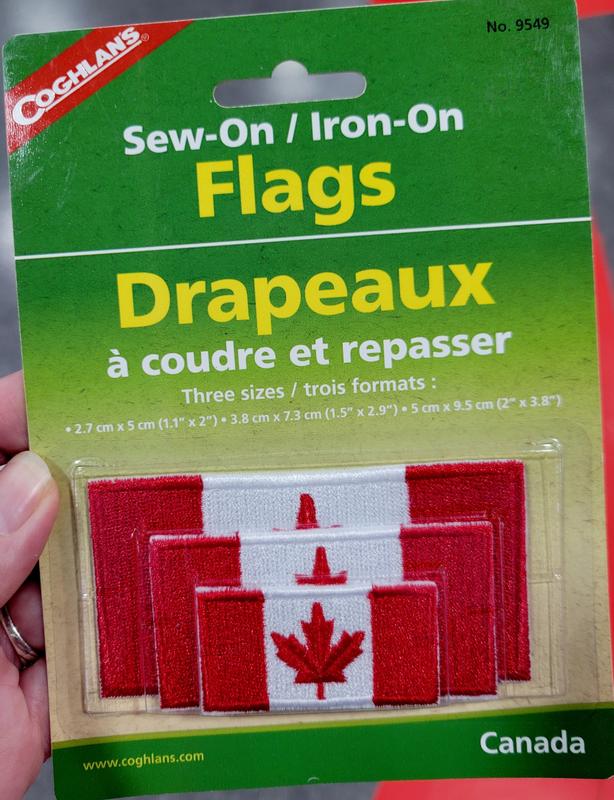 COGHLAN'S
No. 9549
Sew-On / Iron-On
Flags
Drapeaux
à coudre et repasser
Three sizes / trois formats :
• 2.7 cm x 5 cm (1.1" x 2") • 3.8 cm x 7.3 cm (1.5" x 2.9") • 5 cm x 9.5 cm (2" x 3.8")
www.coghlans.com
Canada